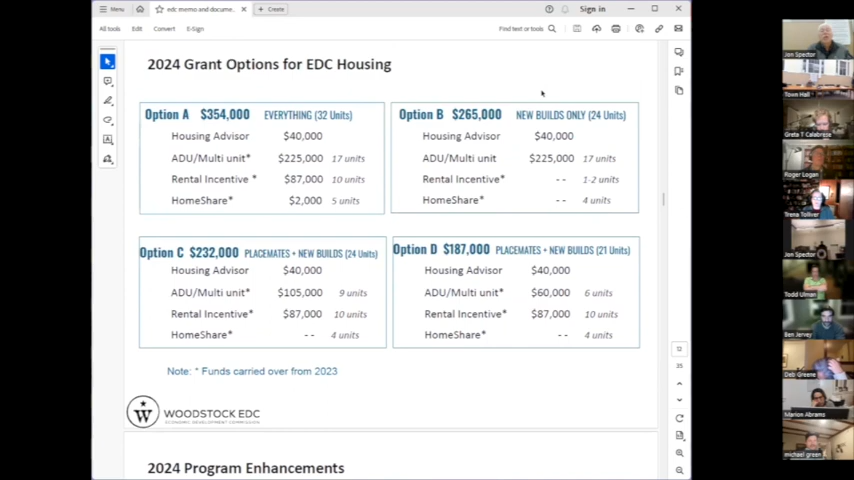 Menu
edc memo and docume...
Create
Sign in
All tools Edit Convert E-Sign
Find text or tools
2024 Grant Options for EDC Housing
Option A $354,000 EVERYTHING (32 Units)
Housing Advisor $40,000
ADU/Multi unit* $225,000 17 units
Rental Incentive * $87,000 10 units
HomeShare* $2,000 5 units
Option B $265,000 NEW BUILDS ONLY (24 Units)
Housing Advisor $40,000
ADU/Multi unit $225,000 17 units
Rental Incentive* - - 1-2 units
HomeShare* - - 4 units
Option C $232,000 PLACEMATES + NEW BUILDS (24 Units)
Housing Advisor $40,000
ADU/Multi unit* $105,000 9 units
Rental Incentive* $87,000 10 units
HomeShare* - - 4 units
Option D $187,000 PLACEMATES + NEW BUILDS (21 Units)
Housing Advisor $40,000
ADU/Multi unit* $60,000 6 units
Rental Incentive* $87,000 10 units
HomeShare* - - 4 units
Note: * Funds carried over from 2023
W
WOODSTOCK EDC
ECONOMIC DEVELOPMENT COMMISSION
2024 Program Enhancements
12
35
Jon Spector
Town Hall
Greta T Calabrese
Roger Logan
Trena Tolliver
Jon Spector
Todd Ulman
Ben Jervey
Deb Greene
Marion Abrams
michael green